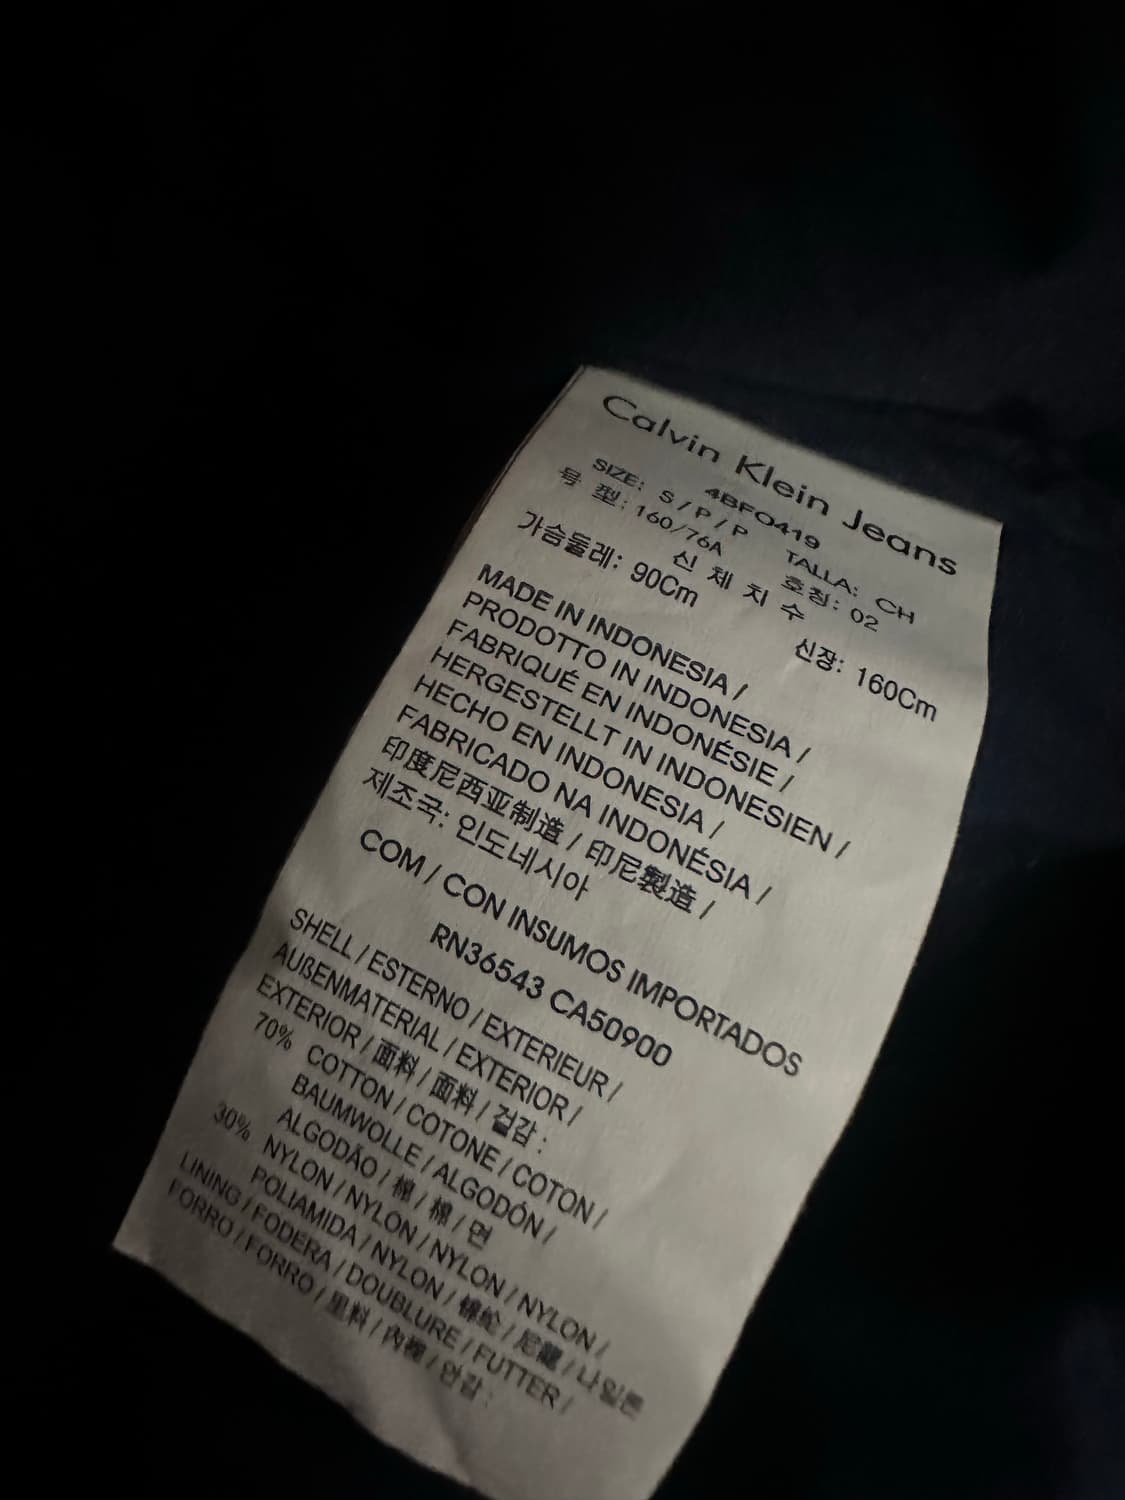 Calvin Klein Jeans
4BFO419
SIZE: S / P / P TALLA: CH
号 型: 160/76A 호칭: 02
신 체 치 수
가슴둘레: 90Cm 신장: 160Cm
MADE IN INDONESIA /
PRODOTTO IN INDONESIA /
FABRIQUÉ EN INDONÉSIE /
HERGESTELLT IN INDONESIEN /
HECHO EN INDONESIA /
FABRICADO NA INDONÉSIA /
印度尼西亚制造 / 印尼製造 /
제조국: 인도네시아
COM / CON INSUMOS IMPORTADOS
RN36543 CA50900
SHELL / ESTERNO / EXTERIEUR /
AUßENMATERIAL / EXTERIOR /
EXTERIOR / 面料 / 面料 / 겉감 :
70% COTTON / COTONE / COTON /
BAUMWOLLE / ALGODÓN /
ALGODÃO / 棉 / 棉 / 면
30% NYLON / NYLON / NYLON / NYLON /
POLIAMIDA / NYLON / 锦纶 / 尼龍 / 나일론
LINING / FODERA / DOUBLURE / FUTTER /
FORRO / FORRO / 里料 / 內裡 / 안감 :